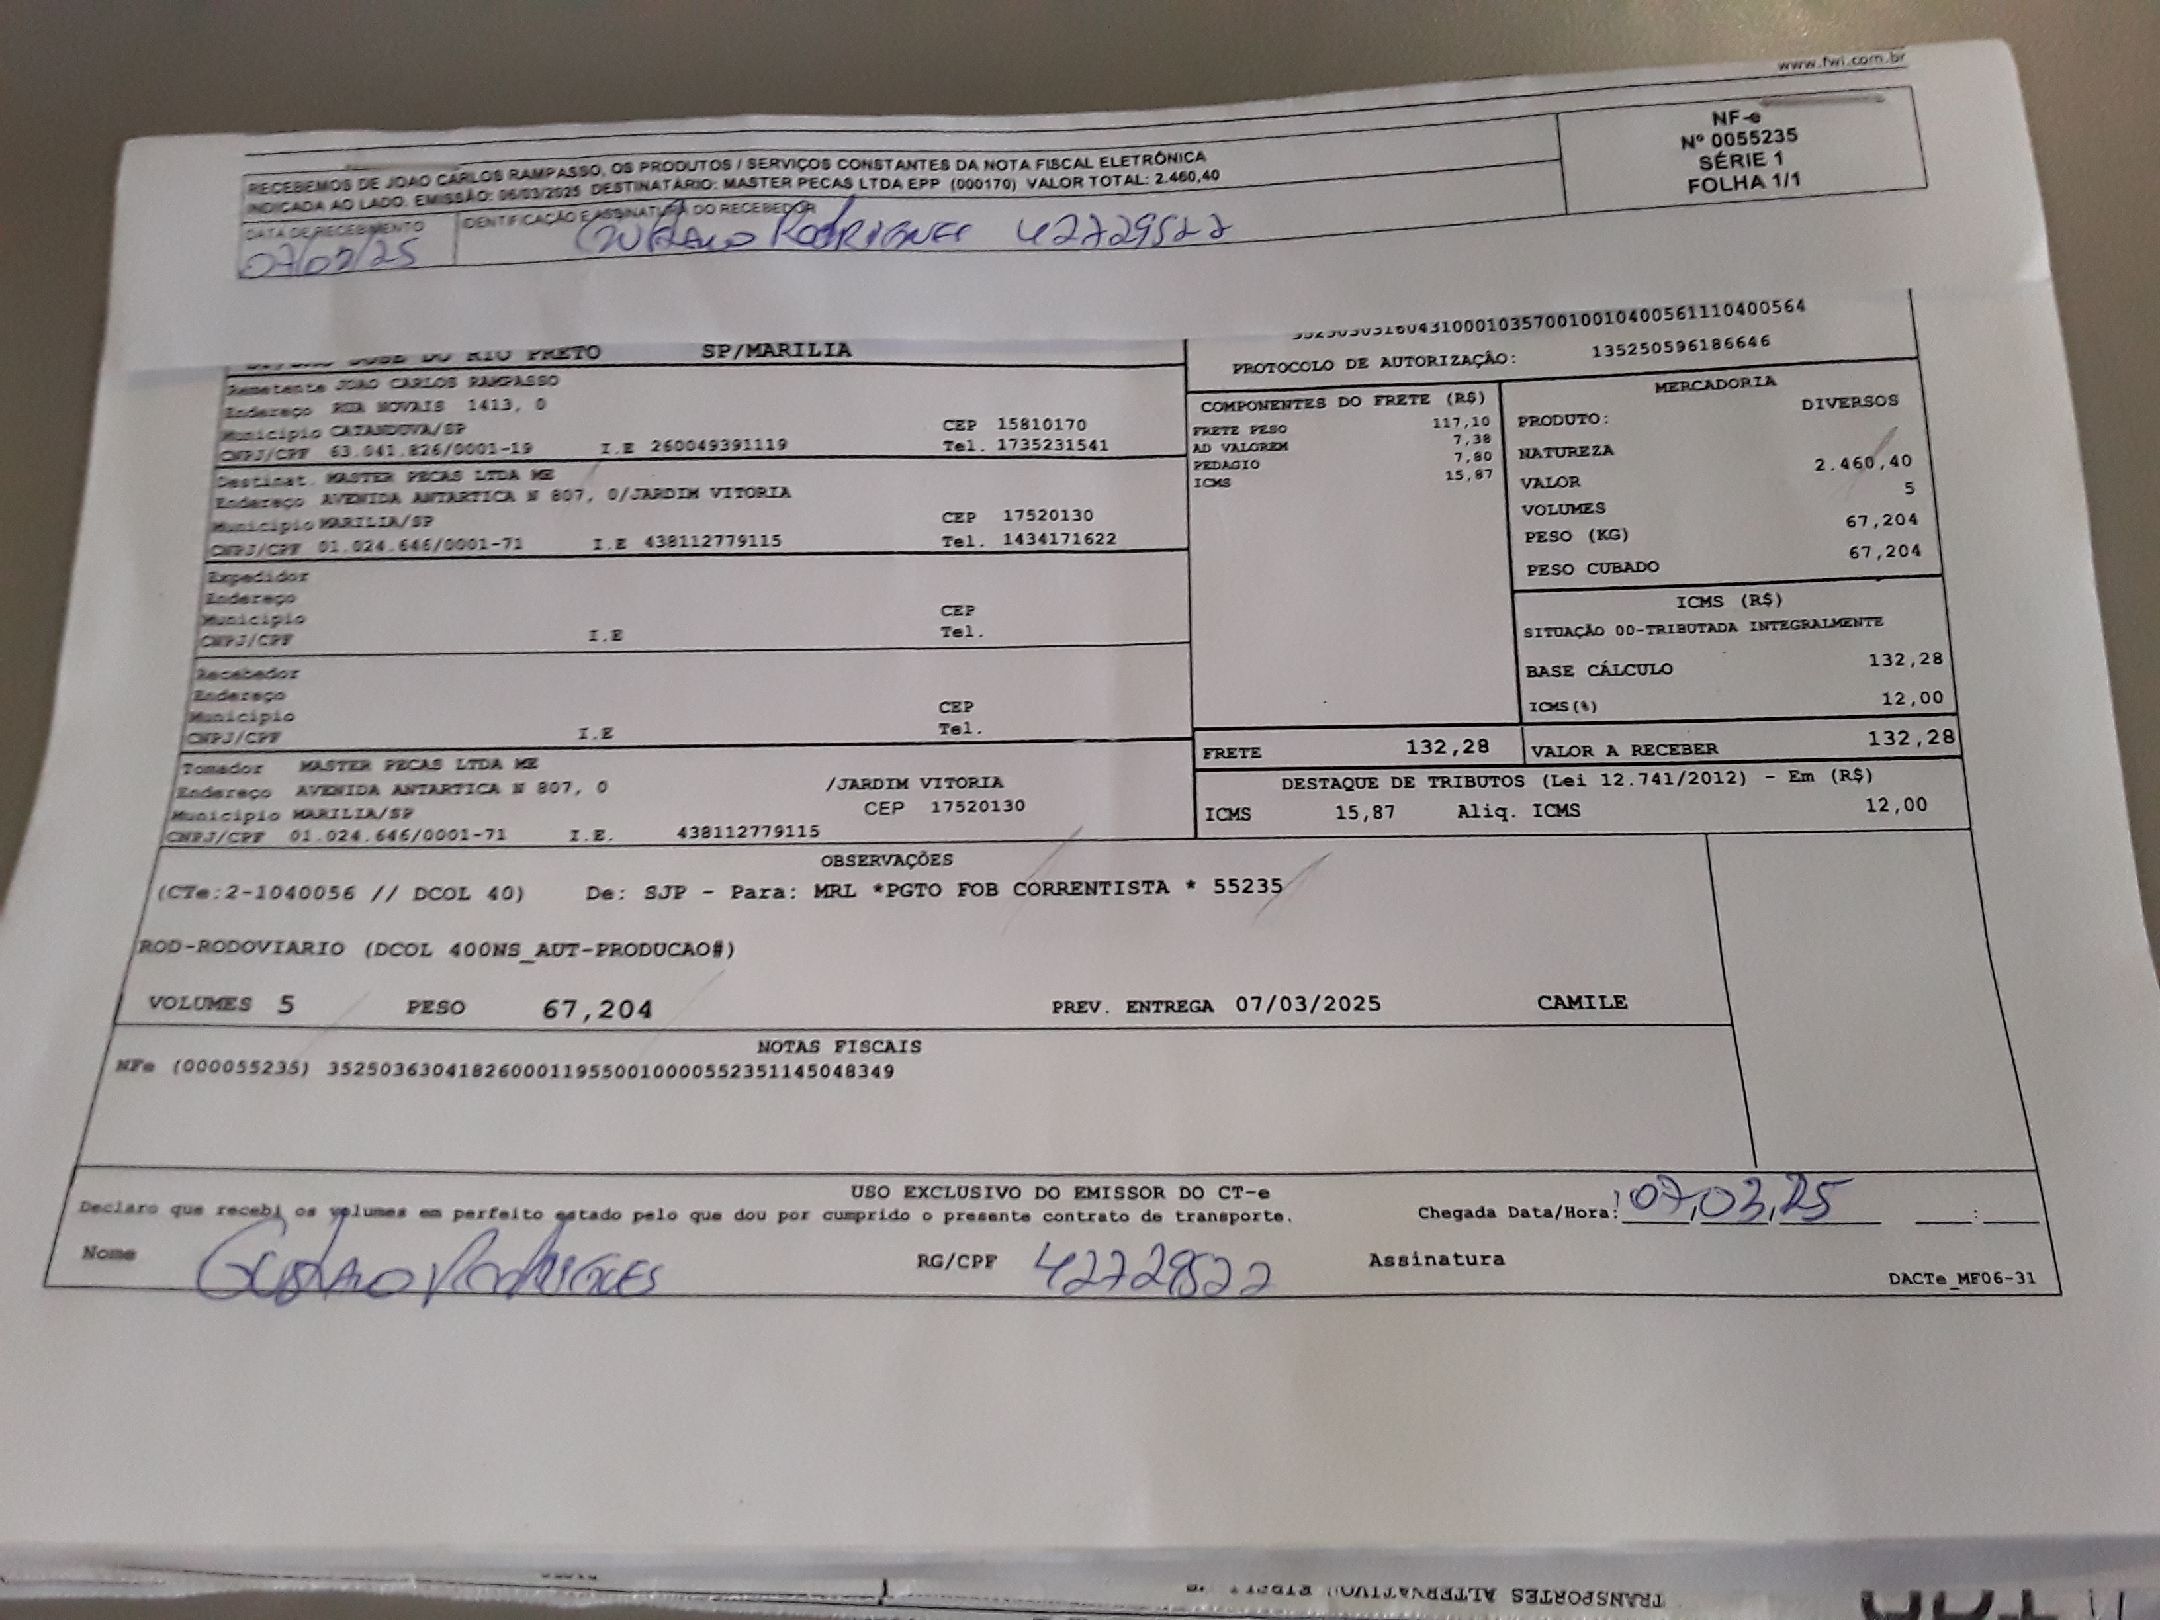 www.fwi.com.br
RECEBEMOS DE JOAO CARLOS RAMPASSO, OS PRODUTOS / SERVIÇOS CONSTANTES DA NOTA FISCAL ELETRÔNICA
INDICADA AO LADO. EMISSÃO: 06/03/2025 DESTINATÁRIO: MASTER PECAS LTDA EPP (000170) VALOR TOTAL: 2.460,40
NF-e
Nº 0055235
SÉRIE 1
FOLHA 1/1
DATA DE RECEBIMENTO
IDENTIFICAÇÃO E ASSINATURA DO RECEBEDOR
Gustavo Rodrigues 42729522
DO RIO PRETO SP/MARILIA
PROTOCOLO DE AUTORIZAÇÃO: 135250596186646
Remetente JOAO CARLOS RAMPASSO
Endereço RUA NOVAIS 1413, 0
Município CATANDUVA/SP CEP 15810170
CNPJ/CPF 63.041.826/0001-19 I.E 260049391119 Tel. 1735231541
Destinat. MASTER PECAS LTDA ME
Endereço AVENIDA ANTARTICA N 807, 0/JARDIM VITORIA
Município MARILIA/SP CEP 17520130
CNPJ/CPF 01.024.646/0001-71 I.E 438112779115 Tel. 1434171622
Expedidor
Endereço
Município CEP
CNPJ/CPF I.E Tel.
Recebedor
Endereço
Município CEP
CNPJ/CPF I.E Tel.
Tomador MASTER PECAS LTDA ME
Endereço AVENIDA ANTARTICA N 807, 0 /JARDIM VITORIA
Município MARILIA/SP CEP 17520130
CNPJ/CPF 01.024.646/0001-71 I.E. 438112779115
COMPONENTES DO FRETE (R$)
FRETE PESO 117,10
AD VALOREM 7,38
PEDAGIO 7,80
ICMS 15,87
MERCADORIA
PRODUTO: DIVERSOS
NATUREZA
VALOR 2.460,40
VOLUMES 5
PESO (KG) 67,204
PESO CUBADO 67,204
ICMS (R$)
SITUAÇÃO 00-TRIBUTADA INTEGRALMENTE
BASE CÁLCULO 132,28
ICMS(%) 12,00
FRETE 132,28 VALOR A RECEBER 132,28
DESTAQUE DE TRIBUTOS (Lei 12.741/2012) - Em (R$)
ICMS 15,87 Aliq. ICMS 12,00
OBSERVAÇÕES
(CTe:2-1040056 // DCOL 40) De: SJP - Para: MRL *PGTO FOB CORRENTISTA * 55235
ROD-RODOVIARIO (DCOL 400NS_AUT-PRODUCAO#)
VOLUMES 5 PESO 67,204 PREV. ENTREGA 07/03/2025 CAMILE
NOTAS FISCAIS
NFe (000055235) 35250363041826000119550010000552351145048349
USO EXCLUSIVO DO EMISSOR DO CT-e
Declaro que recebi os volumes em perfeito estado pelo que dou por cumprido o presente contrato de transporte.
Chegada Data/Hora: 07,03,25 :
Nome Gustavo Rodrigues RG/CPF 42729522 Assinatura
DACTe_MF06-31
TRANSPORTES ALTERNATIVO